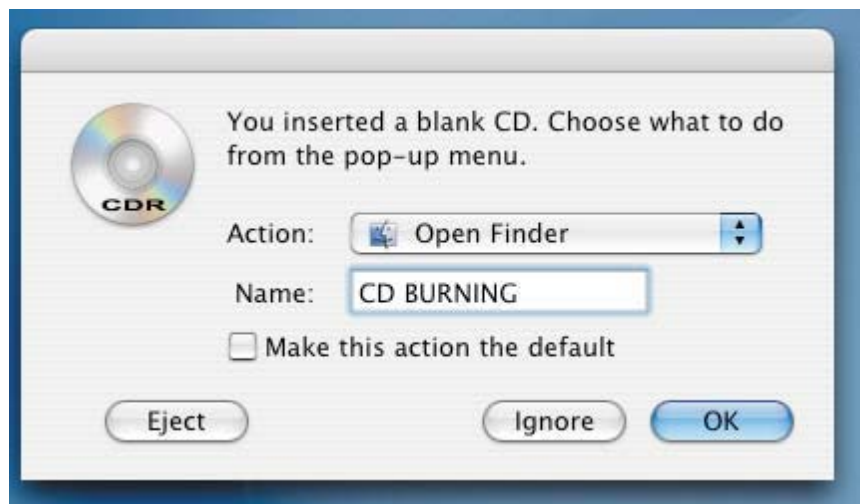 You inserted a blank CD. Choose what to do
from the pop-up menu.
CDR
Action: Open Finder
Name: CD BURNING
Make this action the default
Eject Ignore OK